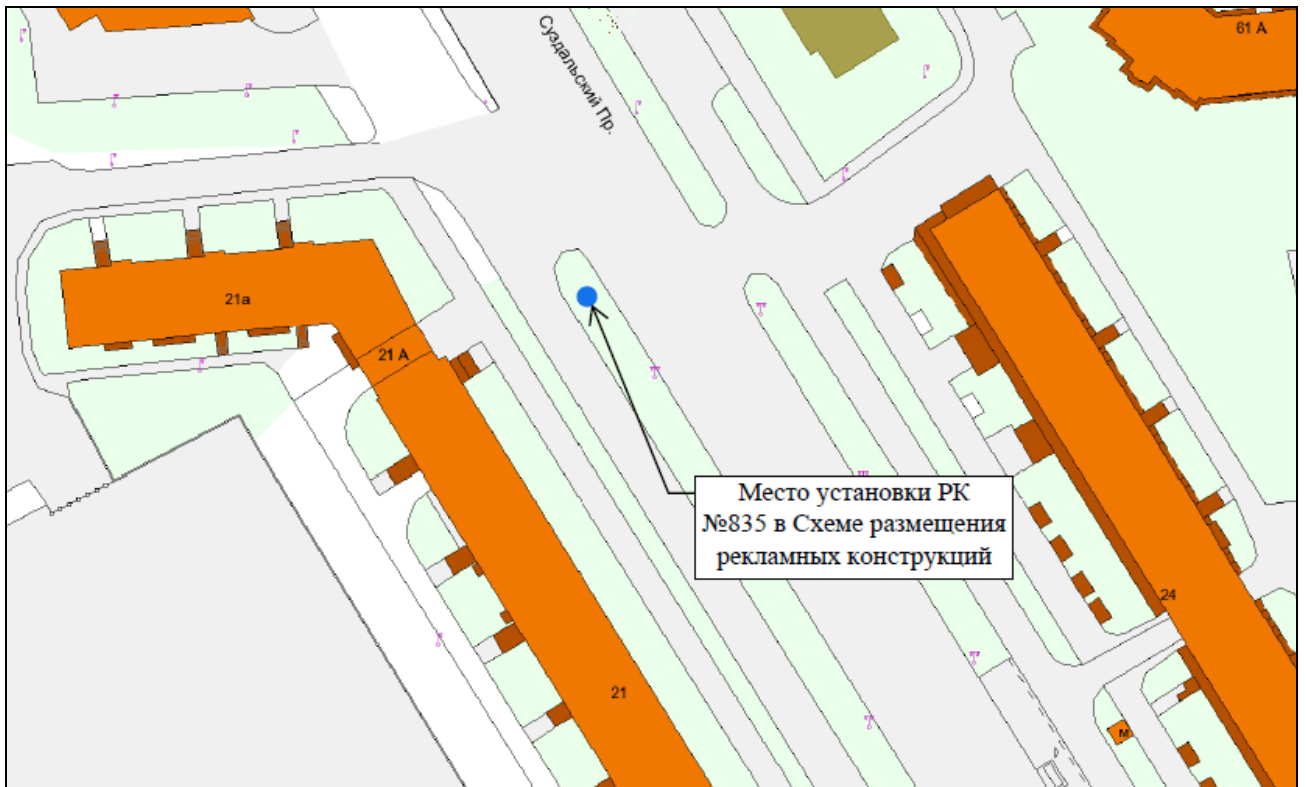 Суздальский Пр.
61 А
21а
21 А
Место установки РК
№835 в Схеме размещения
рекламных конструкций
24
21
М